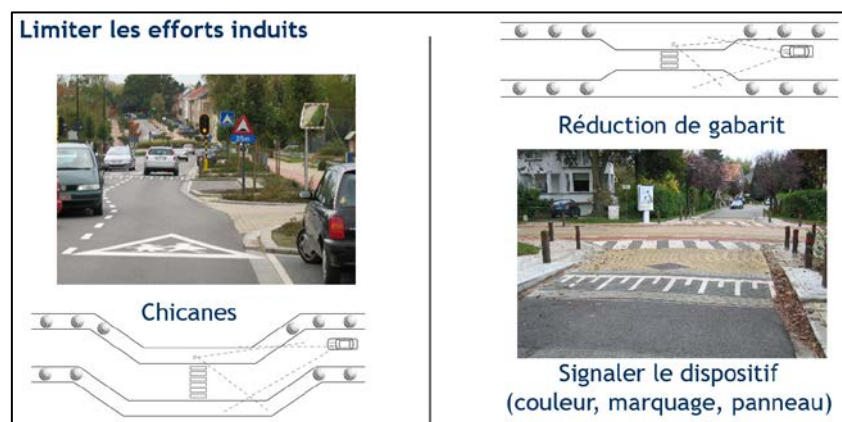 Limiter les efforts induits
Chicanes
Réduction de gabarit
Signaler le dispositif
(couleur, marquage, panneau)